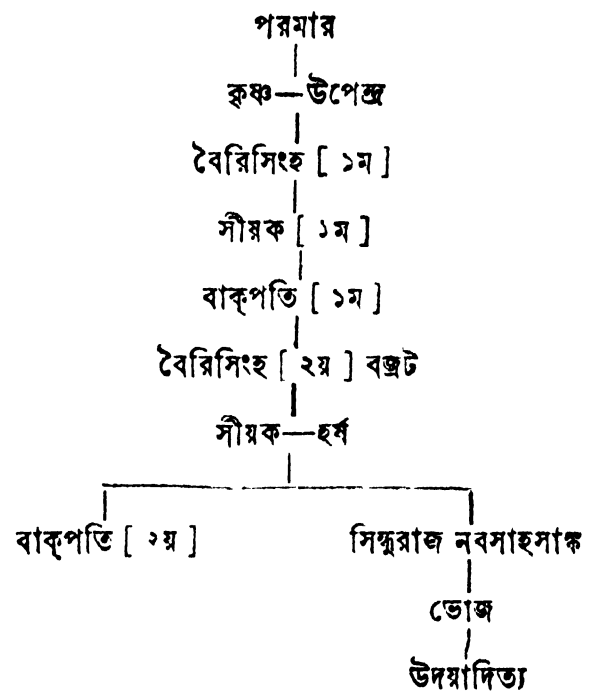 পরমার
কৃষ্ণ—উপেন্দ্র
বৈরিসিংহ [ ১ম ]
সীয়ক [ ১ম ]
বাক্‌পতি [ ১ম ]
বৈরিসিংহ [ ২য় ] বজ্রট
সীয়ক—হর্ষ
বাক্‌পতি [ ২য় ] সিন্ধুরাজ নবসাহসাঙ্ক
ভোজ
উদয়াদিত্য